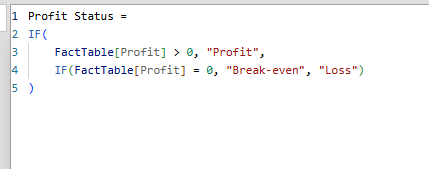 1 Profit Status =
2 IF(
3 FactTable[Profit] > 0, "Profit",
4 IF(FactTable[Profit] = 0, "Break-even", "Loss")
5 )